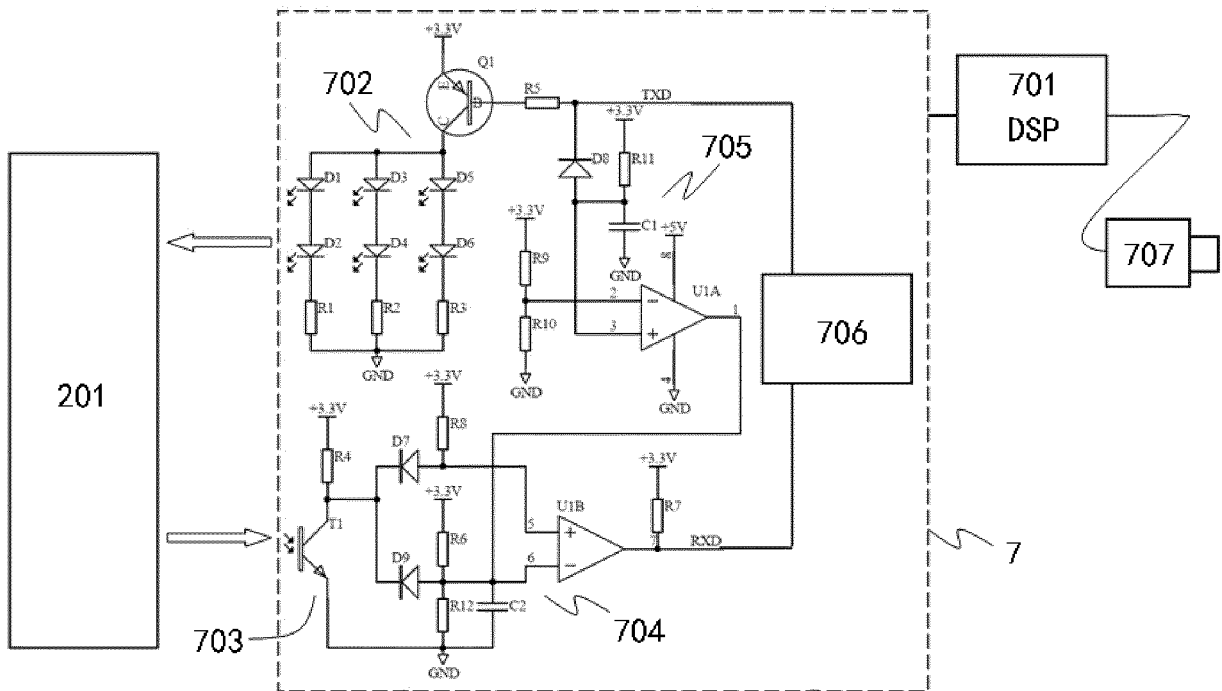 +3.3V
Q1
E
C
702
R5
TXD
701
DSP
+3.3V
D8
R11
705
D1
D3
D5
+3.3V
C1
+5V
GND
8
707
D2
D4
D6
R9
2
U1A
1
R1
R2
R3
R10
3
706
GND
GND
4
GND
201
+3.3V
+3.3V
R8
R4
D7
+3.3V
+3.3V
U1B
R7
T1
R6
5
7
RXD
D9
6
7
R12
C2
703
704
GND